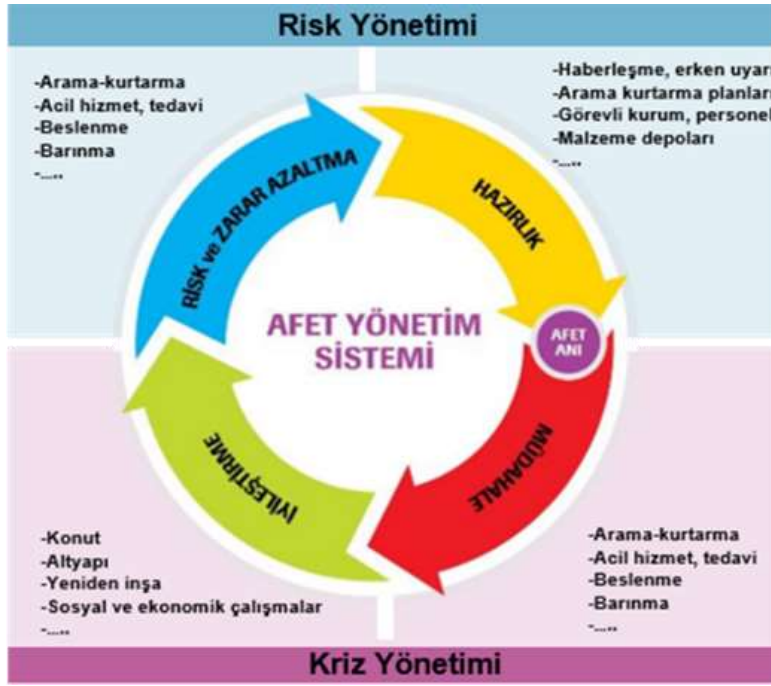 Risk Yönetimi
-Arama-kurtarma
-Acil hizmet, tedavi
-Beslenme
-Barınma
-.....
-Haberleşme, erken uyarı
-Arama kurtarma planları
-Görevli kurum, personel
-Malzeme depoları
-.....
RİSK ve ZARAR AZALTMA
HAZIRLIK
AFET YÖNETİM
SİSTEMİ
AFET
ANI
İYİLEŞTİRME
MÜDAHALE
-Konut
-Altyapı
-Yeniden inşa
-Sosyal ve ekonomik çalışmalar
-.....
-Arama-kurtarma
-Acil hizmet, tedavi
-Beslenme
-Barınma
-.....
Kriz Yönetimi